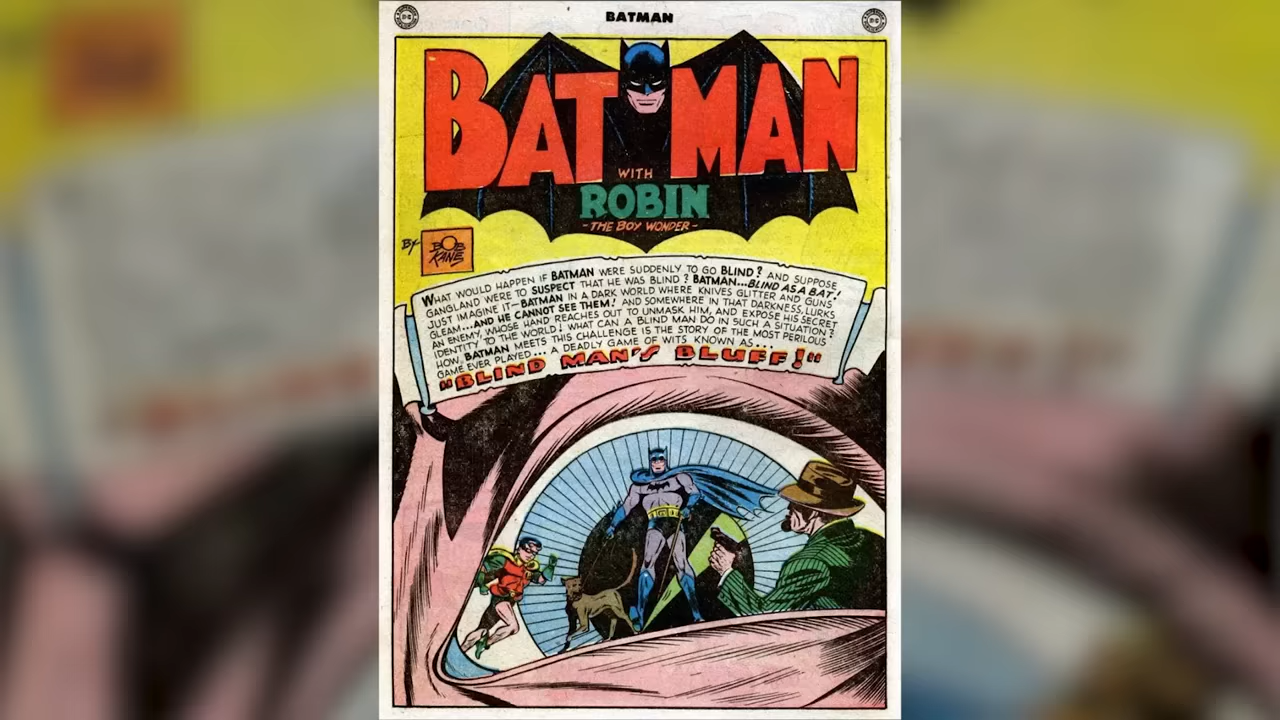 BATMAN
BATMAN
WITH
ROBIN
-THE BOY WONDER-
BY BOB
KANE
WHAT WOULD HAPPEN IF BATMAN WERE SUDDENLY TO GO BLIND? AND SUPPOSE
GANGLAND WERE TO SUSPECT THAT HE WAS BLIND? BATMAN...BLIND AS A BAT!
JUST IMAGINE IT—BATMAN IN A DARK WORLD WHERE KNIVES GLITTER AND GUNS
GLEAM...AND HE CANNOT SEE THEM! AND SOMEWHERE IN THAT DARKNESS, LURKS
AN ENEMY, WHOSE HAND REACHES OUT TO UNMASK HIM, AND EXPOSE HIS SECRET
IDENTITY TO THE WORLD! WHAT CAN A BLIND MAN DO IN SUCH A SITUATION?
HOW BATMAN MEETS THIS CHALLENGE IS THE STORY OF THE MOST PERILOUS
GAME EVER PLAYED... A DEADLY GAME OF WITS KNOWN AS...
"BLIND MAN'S BLUFF!"